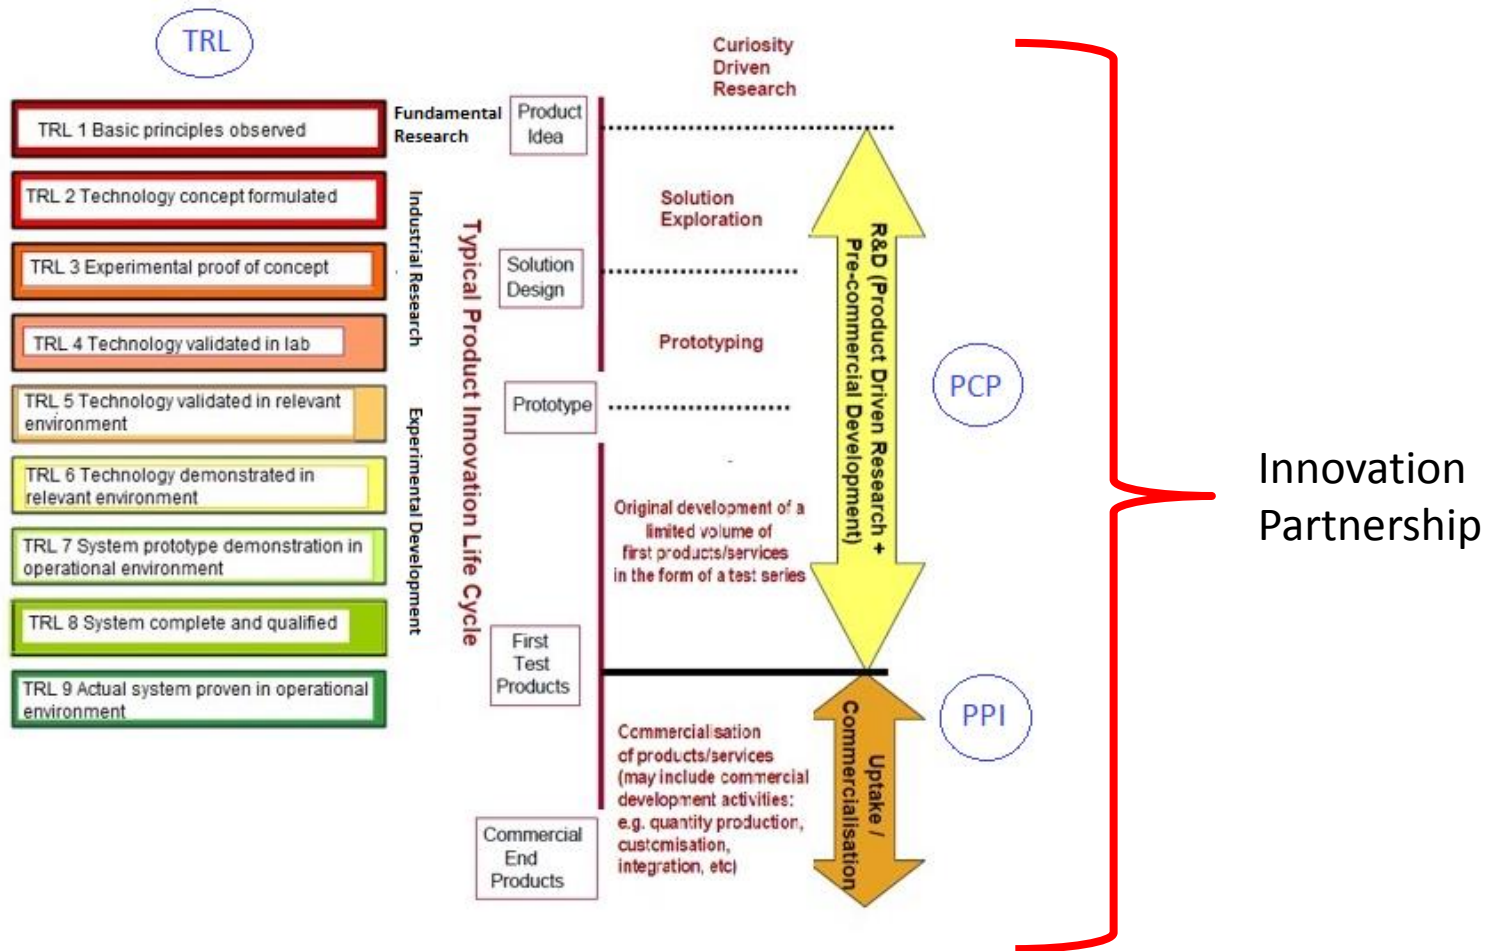 TRL
TRL 1 Basic principles observed
TRL 2 Technology concept formulated
TRL 3 Experimental proof of concept
TRL 4 Technology validated in lab
TRL 5 Technology validated in relevant
environment
TRL 6 Technology demonstrated in
relevant environment
TRL 7 System prototype demonstration in
operational environment
TRL 8 System complete and qualified
TRL 9 Actual system proven in operational
environment
Fundamental
Research
Industrial Research
Experimental Development
Typical Product Innovation Life Cycle
Product
Idea
Solution
Design
Prototype
First
Test
Products
Commercial
End
Products
Curiosity
Driven
Research
Solution
Exploration
Prototyping
Original development of a
limited volume of
first products/services
in the form of a test series
Commercialisation
of products/services
(may include commercial
development activities:
e.g. quantity production,
customisation,
integration, etc)
R&D (Product Driven Research +
Pre-commercial Development)
Uptake /
Commercialisation
PCP
PPI
Innovation
Partnership